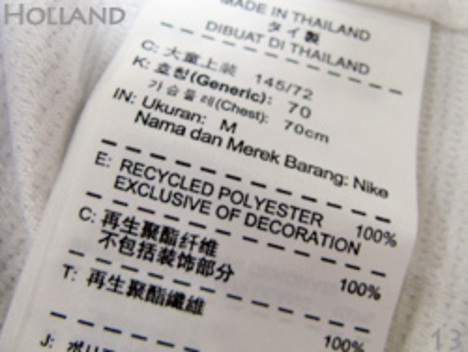 HOLLAND
MADE IN THAILAND
タイ製
DIBUAT DI THAILAND
C: 大童上装 145/72
K: 호칭(Generic): 70
가슴둘레(Chest): 70cm
IN: Ukuran: M
Nama dan Merek Barang: Nike
E: RECYCLED POLYESTER 100%
EXCLUSIVE OF DECORATION
C: 再生聚酯纤维
不包括装饰部分 100%
T: 再生聚酯纖維 100%
J: ポリ
13